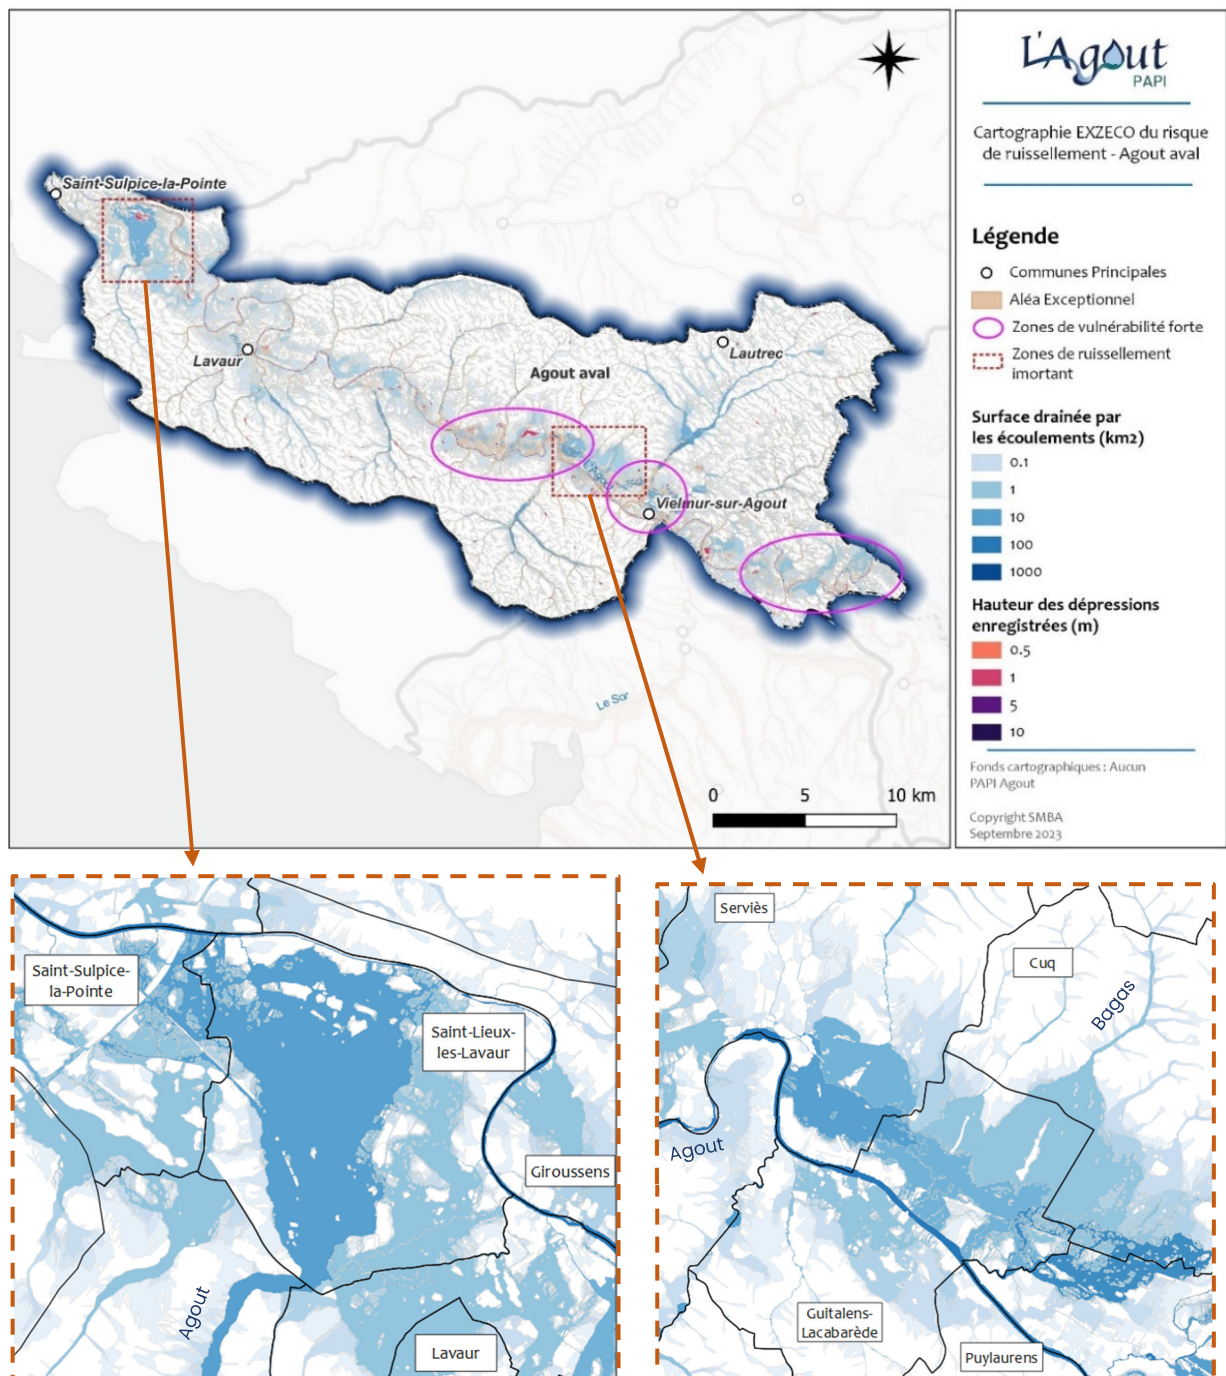 L'Agout
PAPI
Cartographie EXZECO du risque
de ruissellement - Agout aval
Légende
Communes Principales
Aléa Exceptionnel
Zones de vulnérabilité forte
Zones de ruissellement
imortant
Surface drainée par
les écoulements (km2)
0.1
1
10
100
1000
Hauteur des dépressions
enregistrées (m)
0.5
1
5
10
Fonds cartographiques : Aucun
PAPI Agout
Copyright SMBA
Septembre 2023
Saint-Sulpice-la-Pointe
Lavaur
Lautrec
Agout aval
L'Agout
Vielmur-sur-Agout
Le Sor
0 5 10 km
Saint-Sulpice-
la-Pointe
Saint-Lieux-
les-Lavaur
Giroussens
Agout
Lavaur
Serviès
Cuq
Bagas
Agout
Guitalens-
Lacabarède
Puylaurens